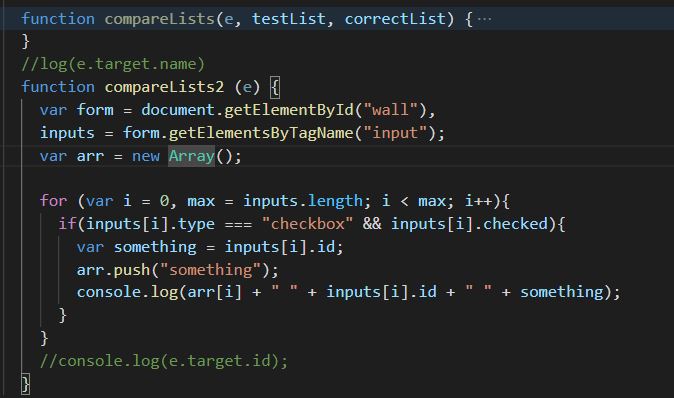 function compareLists(e, testList, correctList) {…
}
//log(e.target.name)
function compareLists2 (e) {
var form = document.getElementById("wall"),
inputs = form.getElementsByTagName("input");
var arr = new Array();
for (var i = 0, max = inputs.length; i < max; i++){
if(inputs[i].type === "checkbox" && inputs[i].checked){
var something = inputs[i].id;
arr.push("something");
console.log(arr[i] + " " + inputs[i].id + " " + something);
}
}
//console.log(e.target.id);
}